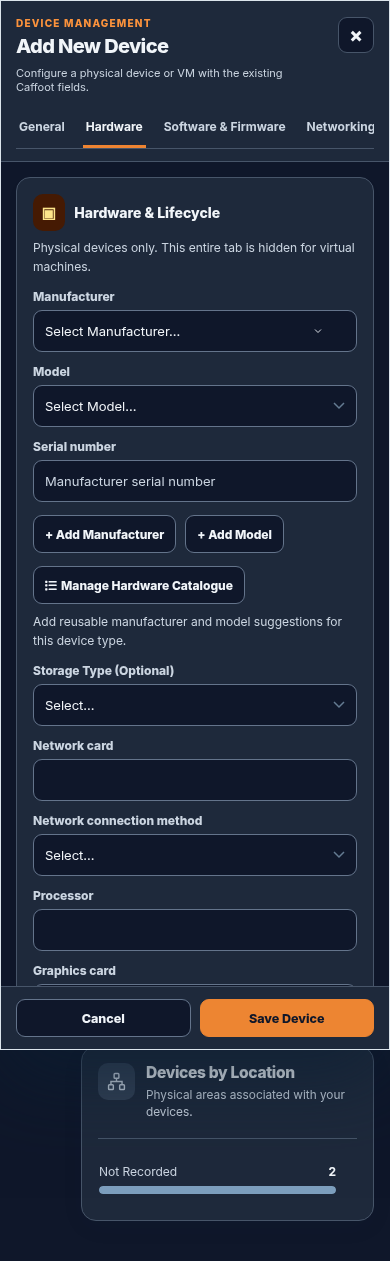 DEVICE MANAGEMENT
Add New Device
Configure a physical device or VM with the existing
Caffoot fields.
General Hardware Software & Firmware Networking
Hardware & Lifecycle
Physical devices only. This entire tab is hidden for virtual
machines.
Manufacturer
Select Manufacturer...
Model
Select Model...
Serial number
Manufacturer serial number
+ Add Manufacturer + Add Model
Manage Hardware Catalogue
Add reusable manufacturer and model suggestions for
this device type.
Storage Type (Optional)
Select...
Network card
Network connection method
Select...
Processor
Graphics card
Cancel Save Device
Devices by Location
Physical areas associated with your
devices.
Not Recorded 2